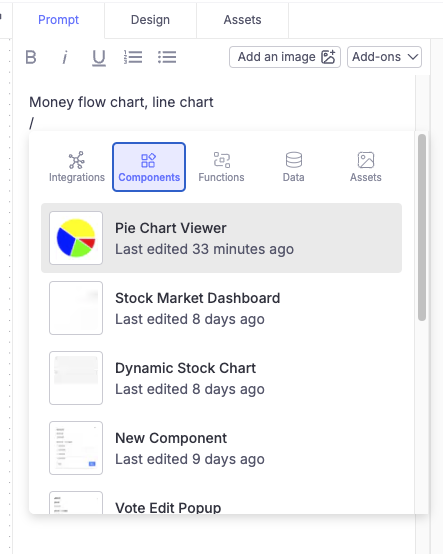 Prompt Design Assets
B i U Add an image Add-ons
Money flow chart, line chart
/
Integrations Components Functions Data Assets
Pie Chart Viewer
Last edited 33 minutes ago
Stock Market Dashboard
Last edited 8 days ago
Dynamic Stock Chart
Last edited 8 days ago
New Component
Last edited 9 days ago
Vote Edit Popup